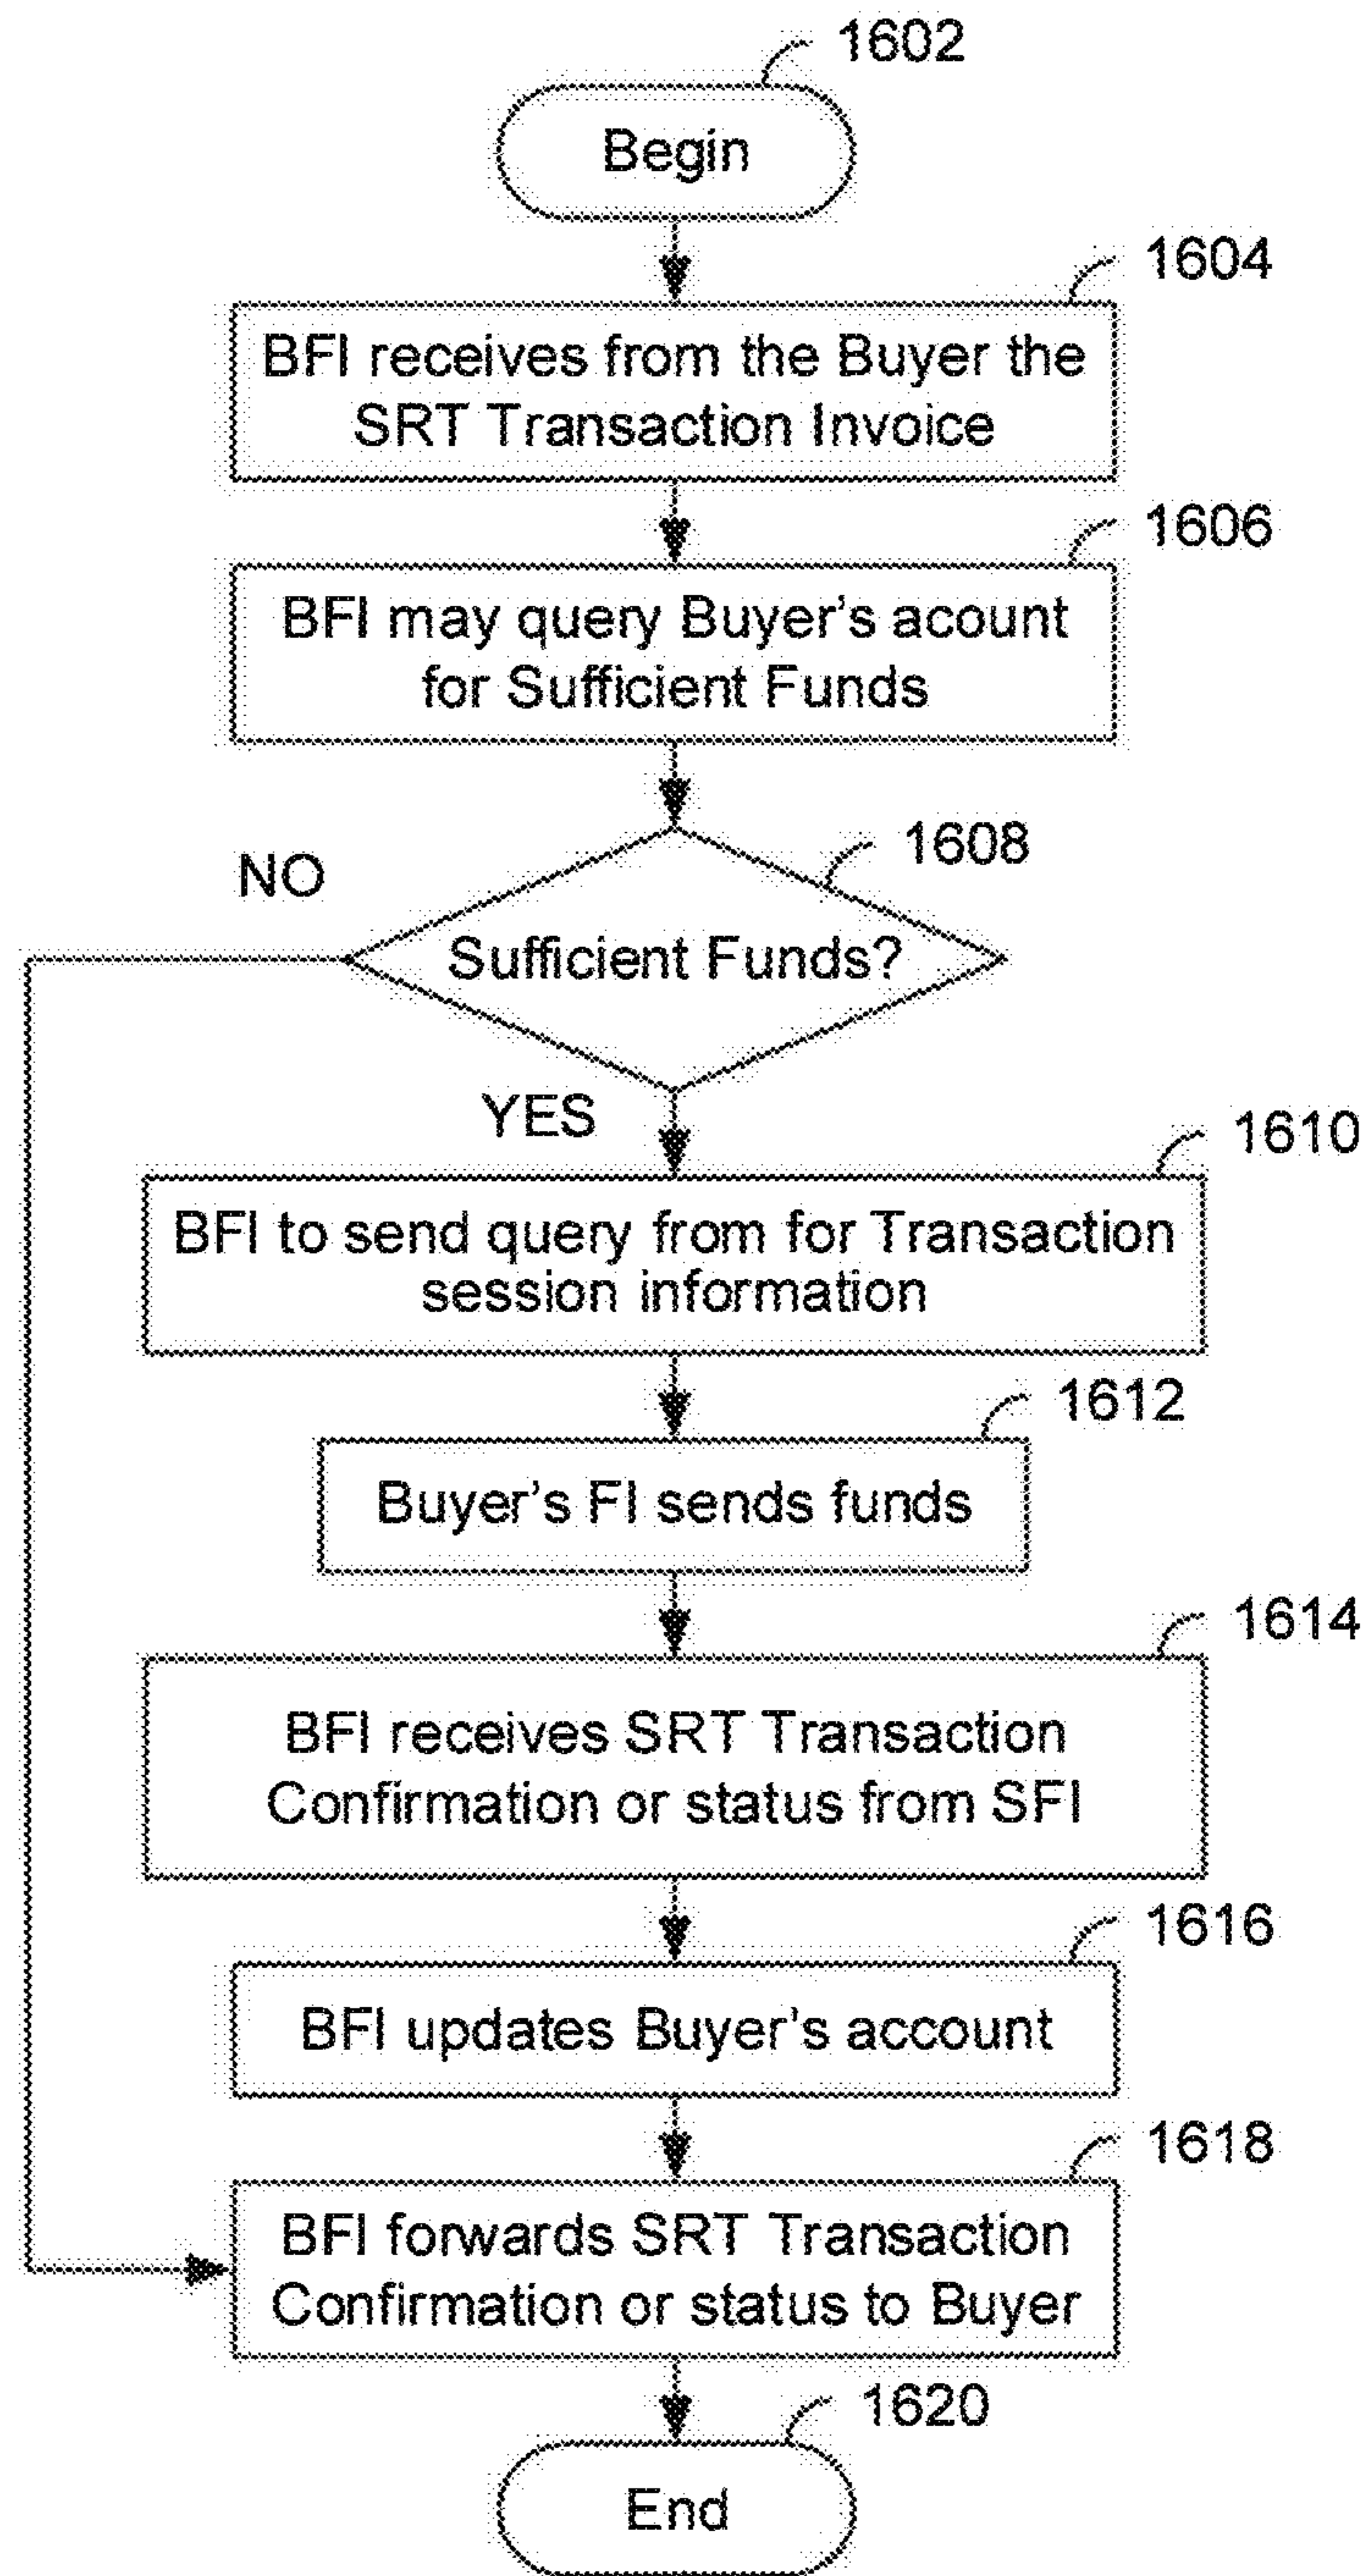 1602
Begin
1604
BFI receives from the Buyer the
SRT Transaction Invoice
1606
BFI may query Buyer's acount
for Sufficient Funds
1608
NO
Sufficient Funds?
YES
1610
BFI to send query from for Transaction
session information
1612
Buyer's FI sends funds
1614
BFI receives SRT Transaction
Confirmation or status from SFI
1616
BFI updates Buyer's account
1618
BFI forwards SRT Transaction
Confirmation or status to Buyer
1620
End